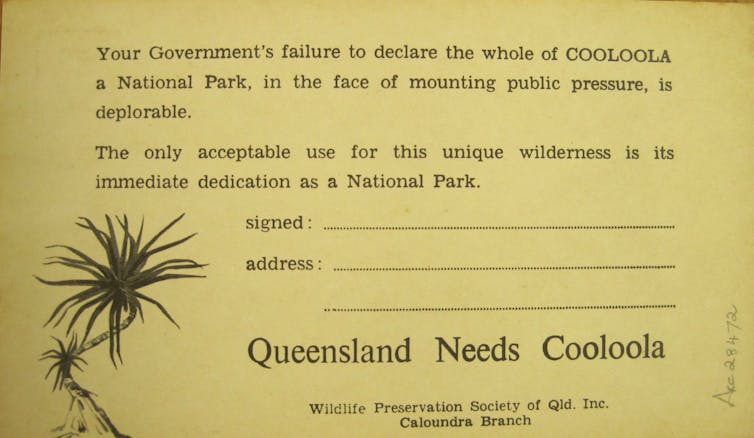 Your Government's failure to declare the whole of COOLOOLA
a National Park, in the face of mounting public pressure, is
deplorable.
The only acceptable use for this unique wilderness is its
immediate dedication as a National Park.
signed:
address:
Queensland Needs Cooloola
Wildlife Preservation Society of Qld. Inc.
Caloundra Branch
Acc 28472